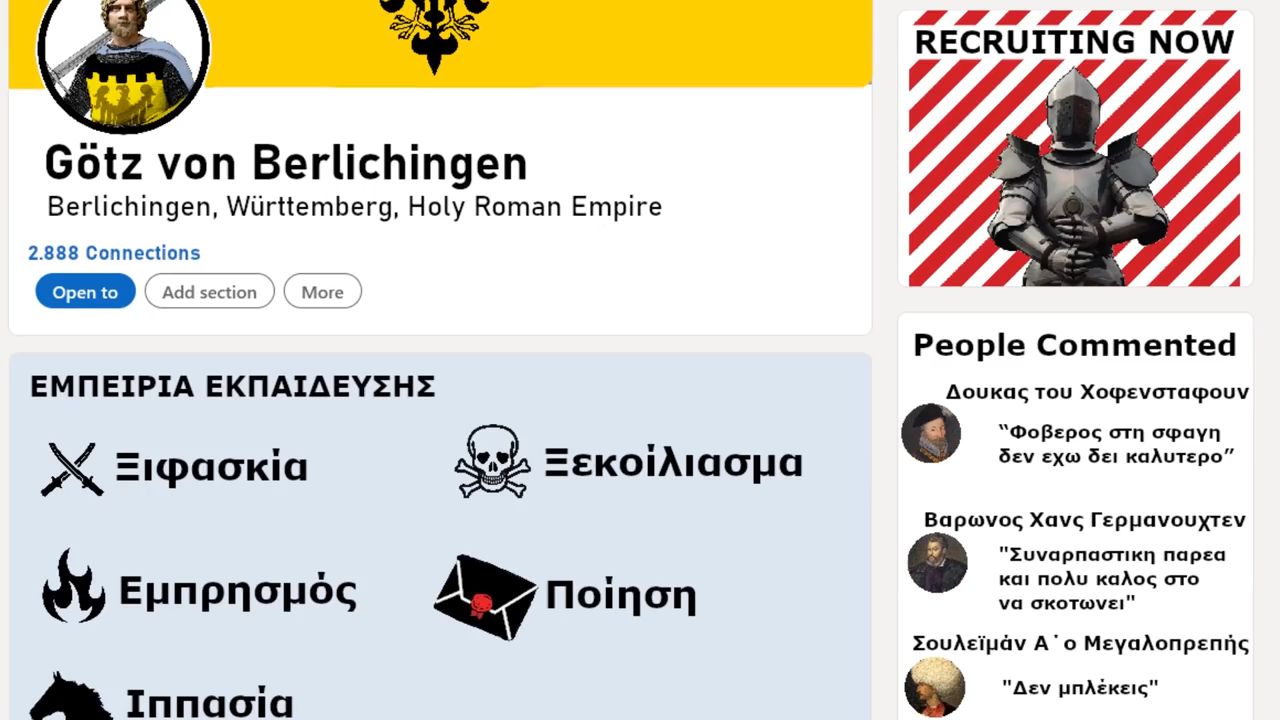 Götz von Berlichingen
Berlichingen, Württemberg, Holy Roman Empire
2.888 Connections
Open to
Add section
More
ΕΜΠΕΙΡΙΑ ΕΚΠΑΙΔΕΥΣΗΣ
Ξιφασκία
Ξεκοίλιασμα
Εμπρησμός
Ποίηση
Ιππασία
RECRUITING NOW
People Commented
Δουκας του Χοφενσταφουν
“Φοβερος στη σφαγη
δεν εχω δει καλυτερο”
Βαρωνος Χανς Γερμανουχτεν
"Συναρπαστικη παρεα
και πολυ καλος στο
να σκοτωνει"
Σουλεϊμάν Α΄ο Μεγαλοπρεπής
"Δεν μπλέκεις"